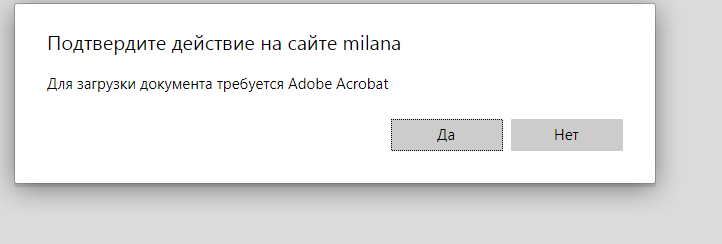 Подтвердите действие на сайте milana
Для загрузки документа требуется Adobe Acrobat
Да
Нет